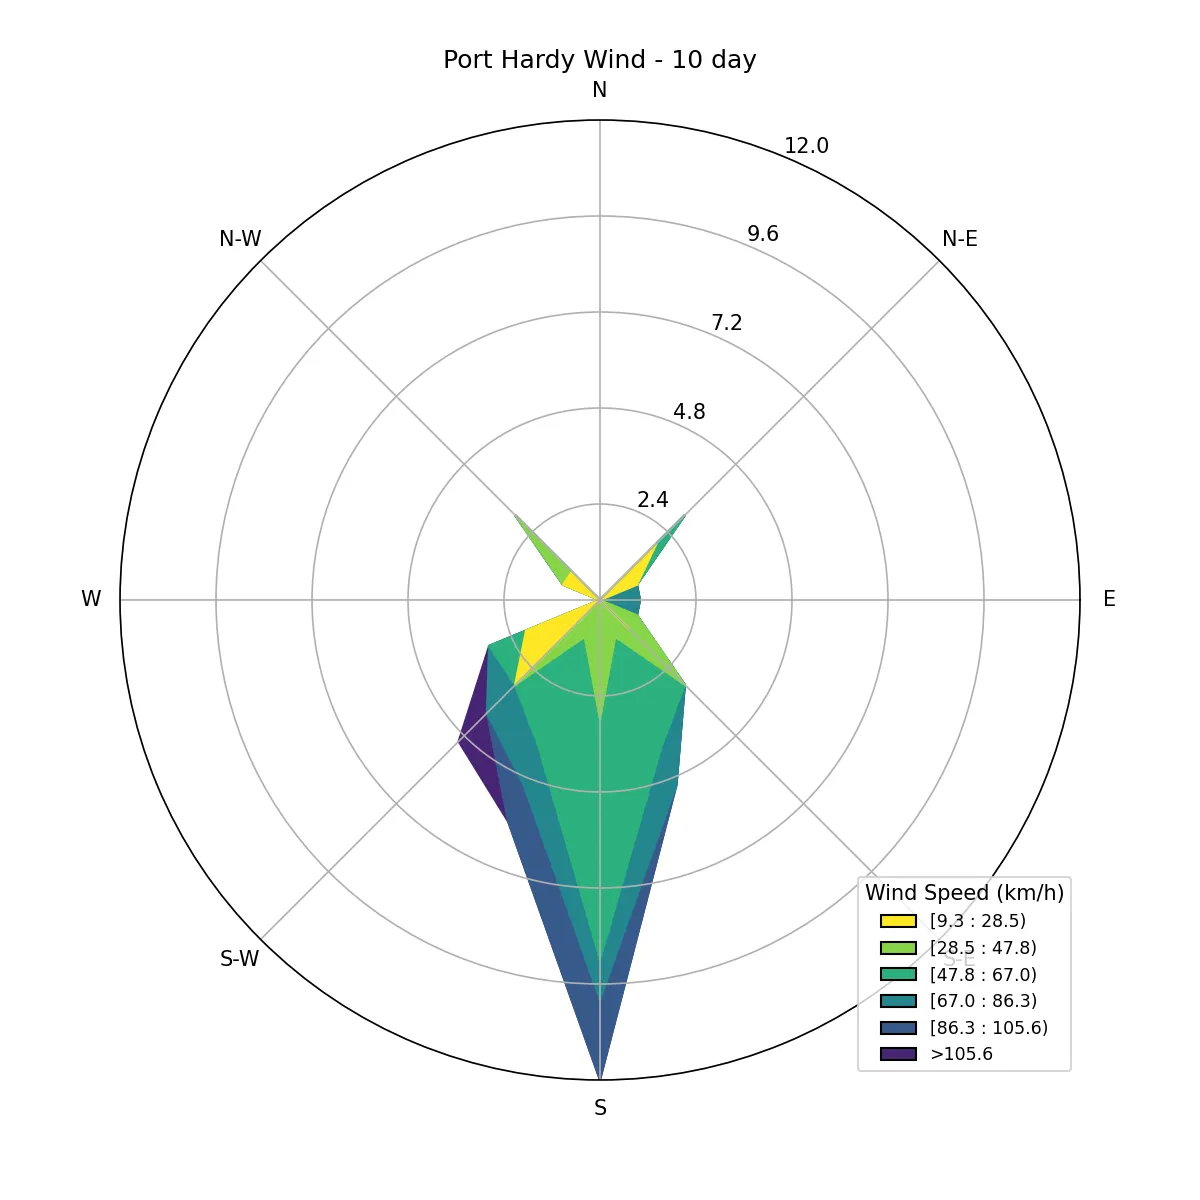 Port Hardy Wind - 10 day
N
12.0
N-W
9.6
N-E
7.2
4.8
2.4
W
E
S-W
S-E
S
Wind Speed (km/h)
[9.3 : 28.5)
[28.5 : 47.8)
[47.8 : 67.0)
[67.0 : 86.3)
[86.3 : 105.6)
>105.6